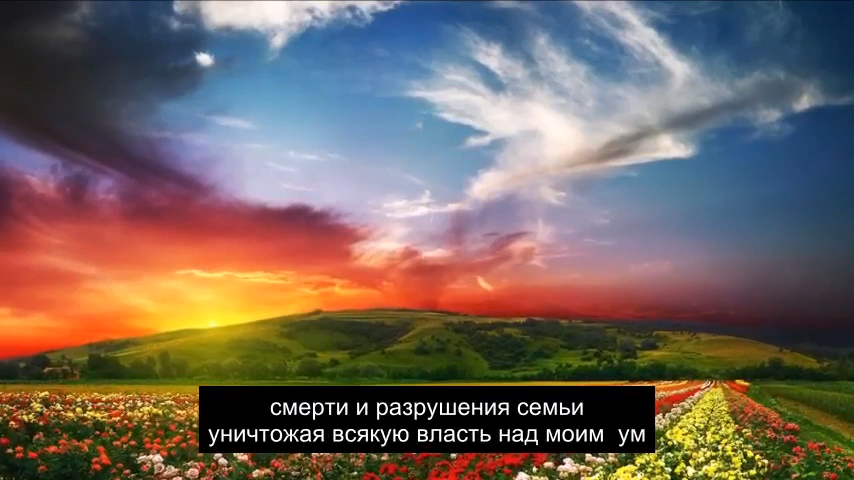 смерти и разрушения семьи
уничтожая всякую власть над моим  ум